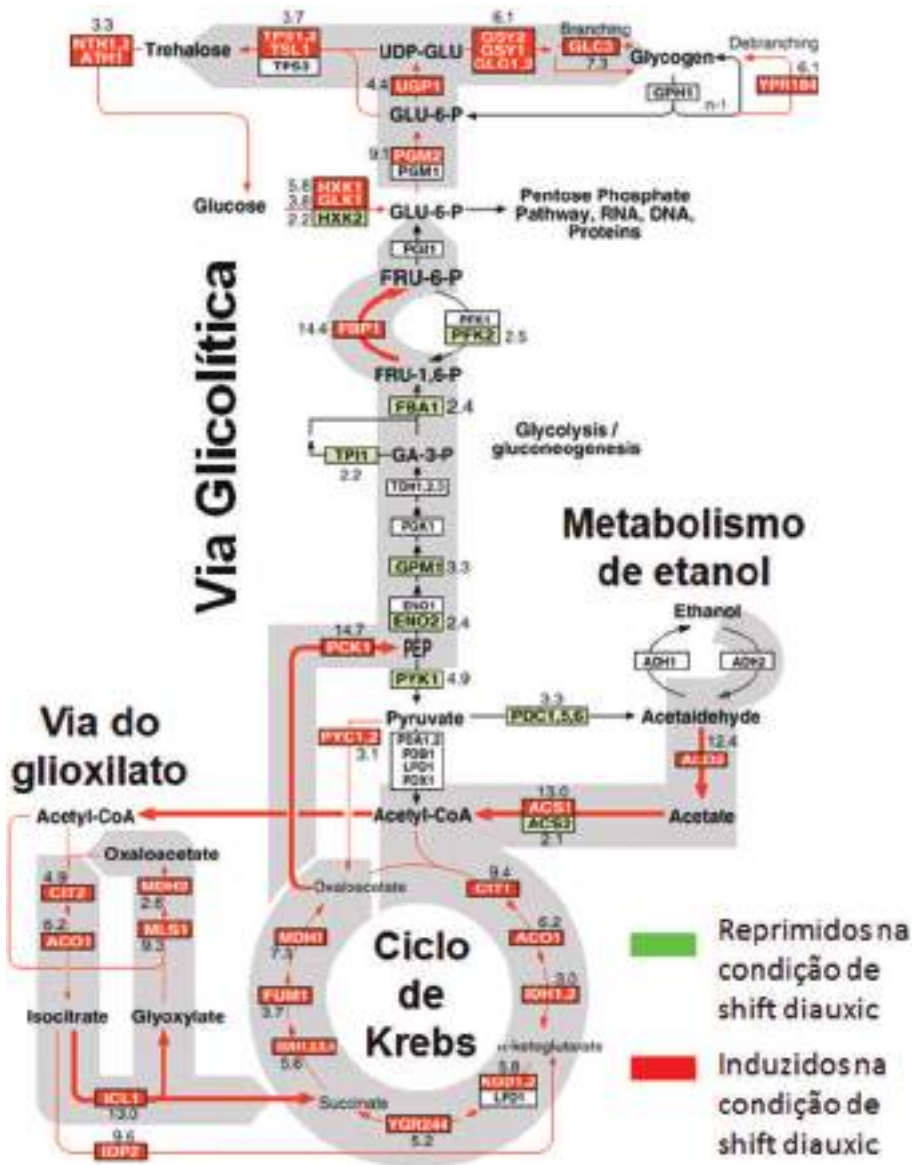 3.3
NTH1,2
ATH1
Trehalose
3.7
TPS1,2
TSL1
TPS3
UDP-GLU
6.1
GSY2
GSY1
GLG1,2
Branching
GLC3
7.3
Glycogen
Debranching
6.1
YPR184
GPH1
n-1
4.4
UGP1
GLU-6-P
9.1
PGM2
PGM1
Glucose
5.8
HXK1
3.8
GLK1
2.2
HXK2
GLU-6-P
Pentose Phosphate
Pathway, RNA, DNA,
Proteins
PGI1
FRU-6-P
14.4
FBP1
PFK1
PFK2
2.5
FRU-1,6-P
FBA1
2.4
TPI1
2.2
GA-3-P
Glycolysis /
gluconeogenesis
TDH1,2,3
PGK1
GPM1
3.3
ENO1
ENO2
2.4
Via Glicolítica
Metabolismo
de etanol
Ethanol
ADH1
ADH2
14.7
PCK1
PEP
PYK1
4.9
Pyruvate
3.3
PDC1,5,6
Acetaldehyde
PYC1,2
3.1
PDA1,2
PDB1
LPD1
PDX1
12.4
Via do
glioxilato
Acetyl-CoA
Acetyl-CoA
13.0
ACS1
ACS2
2.1
Acetate
Oxaloacetate
4.9
CIT2
MDH2
2.6
6.2
ACO1
MLS1
9.3
Isocitrate
Glyoxylate
ICL1
13.0
9.6
IDP2
Oxaloacetate
9.4
CIT1
MDH1
6.2
ACO1
Ciclo
de
Krebs
FUM1
3.7
3.0
IDH1,2
α-ketoglutarate
5.8
KGD1,2
LPD1
Succinate
YGR244
5.2
Reprimidos na
condição de
shift diauxic
Induzidos na
condição de
shift diauxic